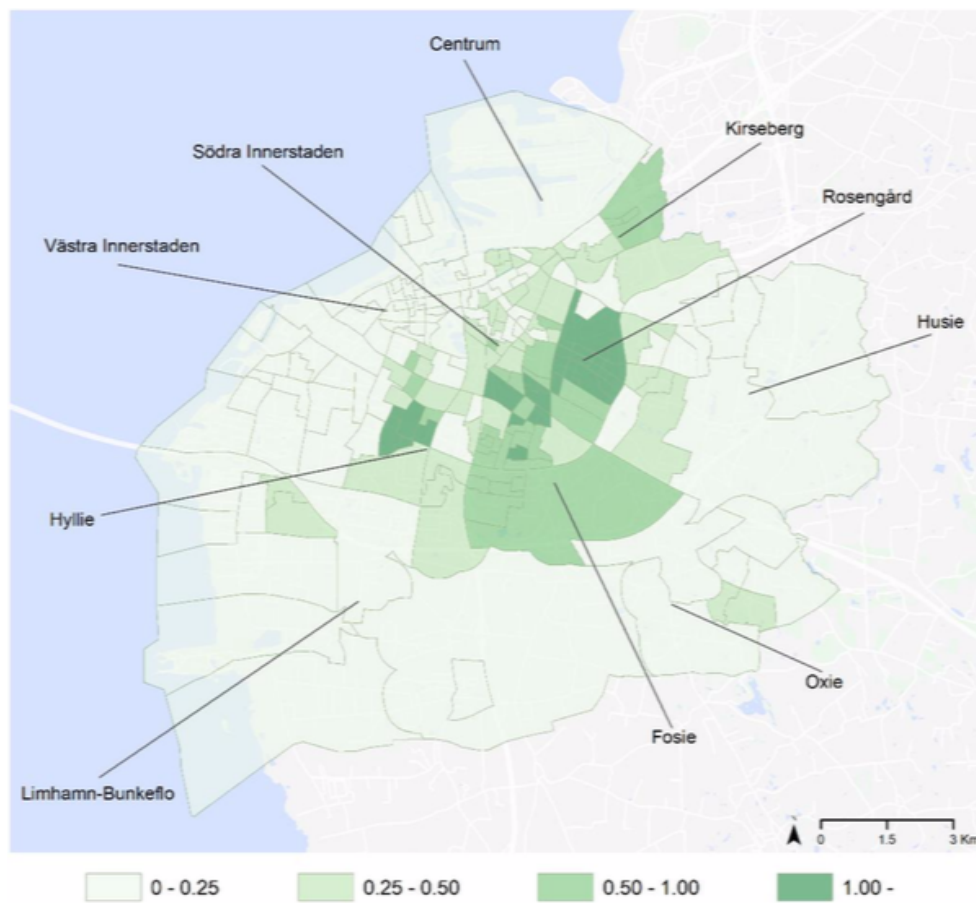 Centrum
Kirseberg
Södra Innerstaden
Rosengård
Västra Innerstaden
Husie
Hyllie
Oxie
Fosie
Limhamn-Bunkeflo
0 1.5 3 Km
0 - 0.25 0.25 - 0.50 0.50 - 1.00 1.00 -